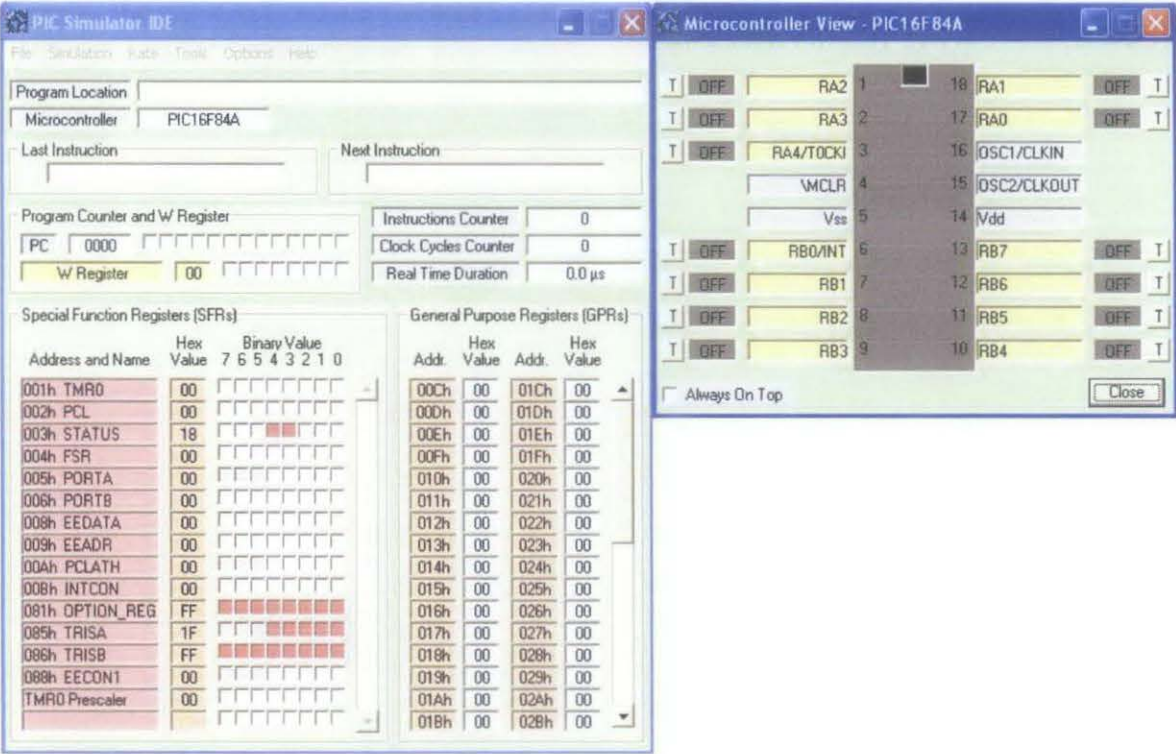 PIC Simulator IDE
File Simulation Rate Tools Options Help
Program Location
Microcontroller PIC16F84A
Last Instruction Next Instruction
Program Counter and W Register
PC 0000
W Register 00
Instructions Counter 0
Clock Cycles Counter 0
Real Time Duration 0.0 µs
Special Function Registers (SFRs)
Hex Binary Value
Address and Name Value 7 6 5 4 3 2 1 0
001h TMR0 00
002h PCL 00
003h STATUS 18
004h FSR 00
005h PORTA 00
006h PORTB 00
008h EEDATA 00
009h EEADR 00
00Ah PCLATH 00
00Bh INTCON 00
081h OPTION_REG FF
085h TRISA 1F
086h TRISB FF
088h EECON1 00
TMR0 Prescaler 00
General Purpose Registers (GPRs)
Hex Hex
Addr. Value Addr. Value
00Ch 00 01Ch 00
00Dh 00 01Dh 00
00Eh 00 01Eh 00
00Fh 00 01Fh 00
010h 00 020h 00
011h 00 021h 00
012h 00 022h 00
013h 00 023h 00
014h 00 024h 00
015h 00 025h 00
016h 00 026h 00
017h 00 027h 00
018h 00 028h 00
019h 00 029h 00
01Ah 00 02Ah 00
01Bh 00 02Bh 00
Microcontroller View - PIC16F84A
T OFF RA2 1 18 RA1 OFF T
T OFF RA3 2 17 RA0 OFF T
T OFF RA4/T0CKI 3 16 OSC1/CLKIN
\MCLR 4 15 OSC2/CLKOUT
Vss 5 14 Vdd
T OFF RB0/INT 6 13 RB7 OFF T
T OFF RB1 7 12 RB6 OFF T
T OFF RB2 8 11 RB5 OFF T
T OFF RB3 9 10 RB4 OFF T
Always On Top Close